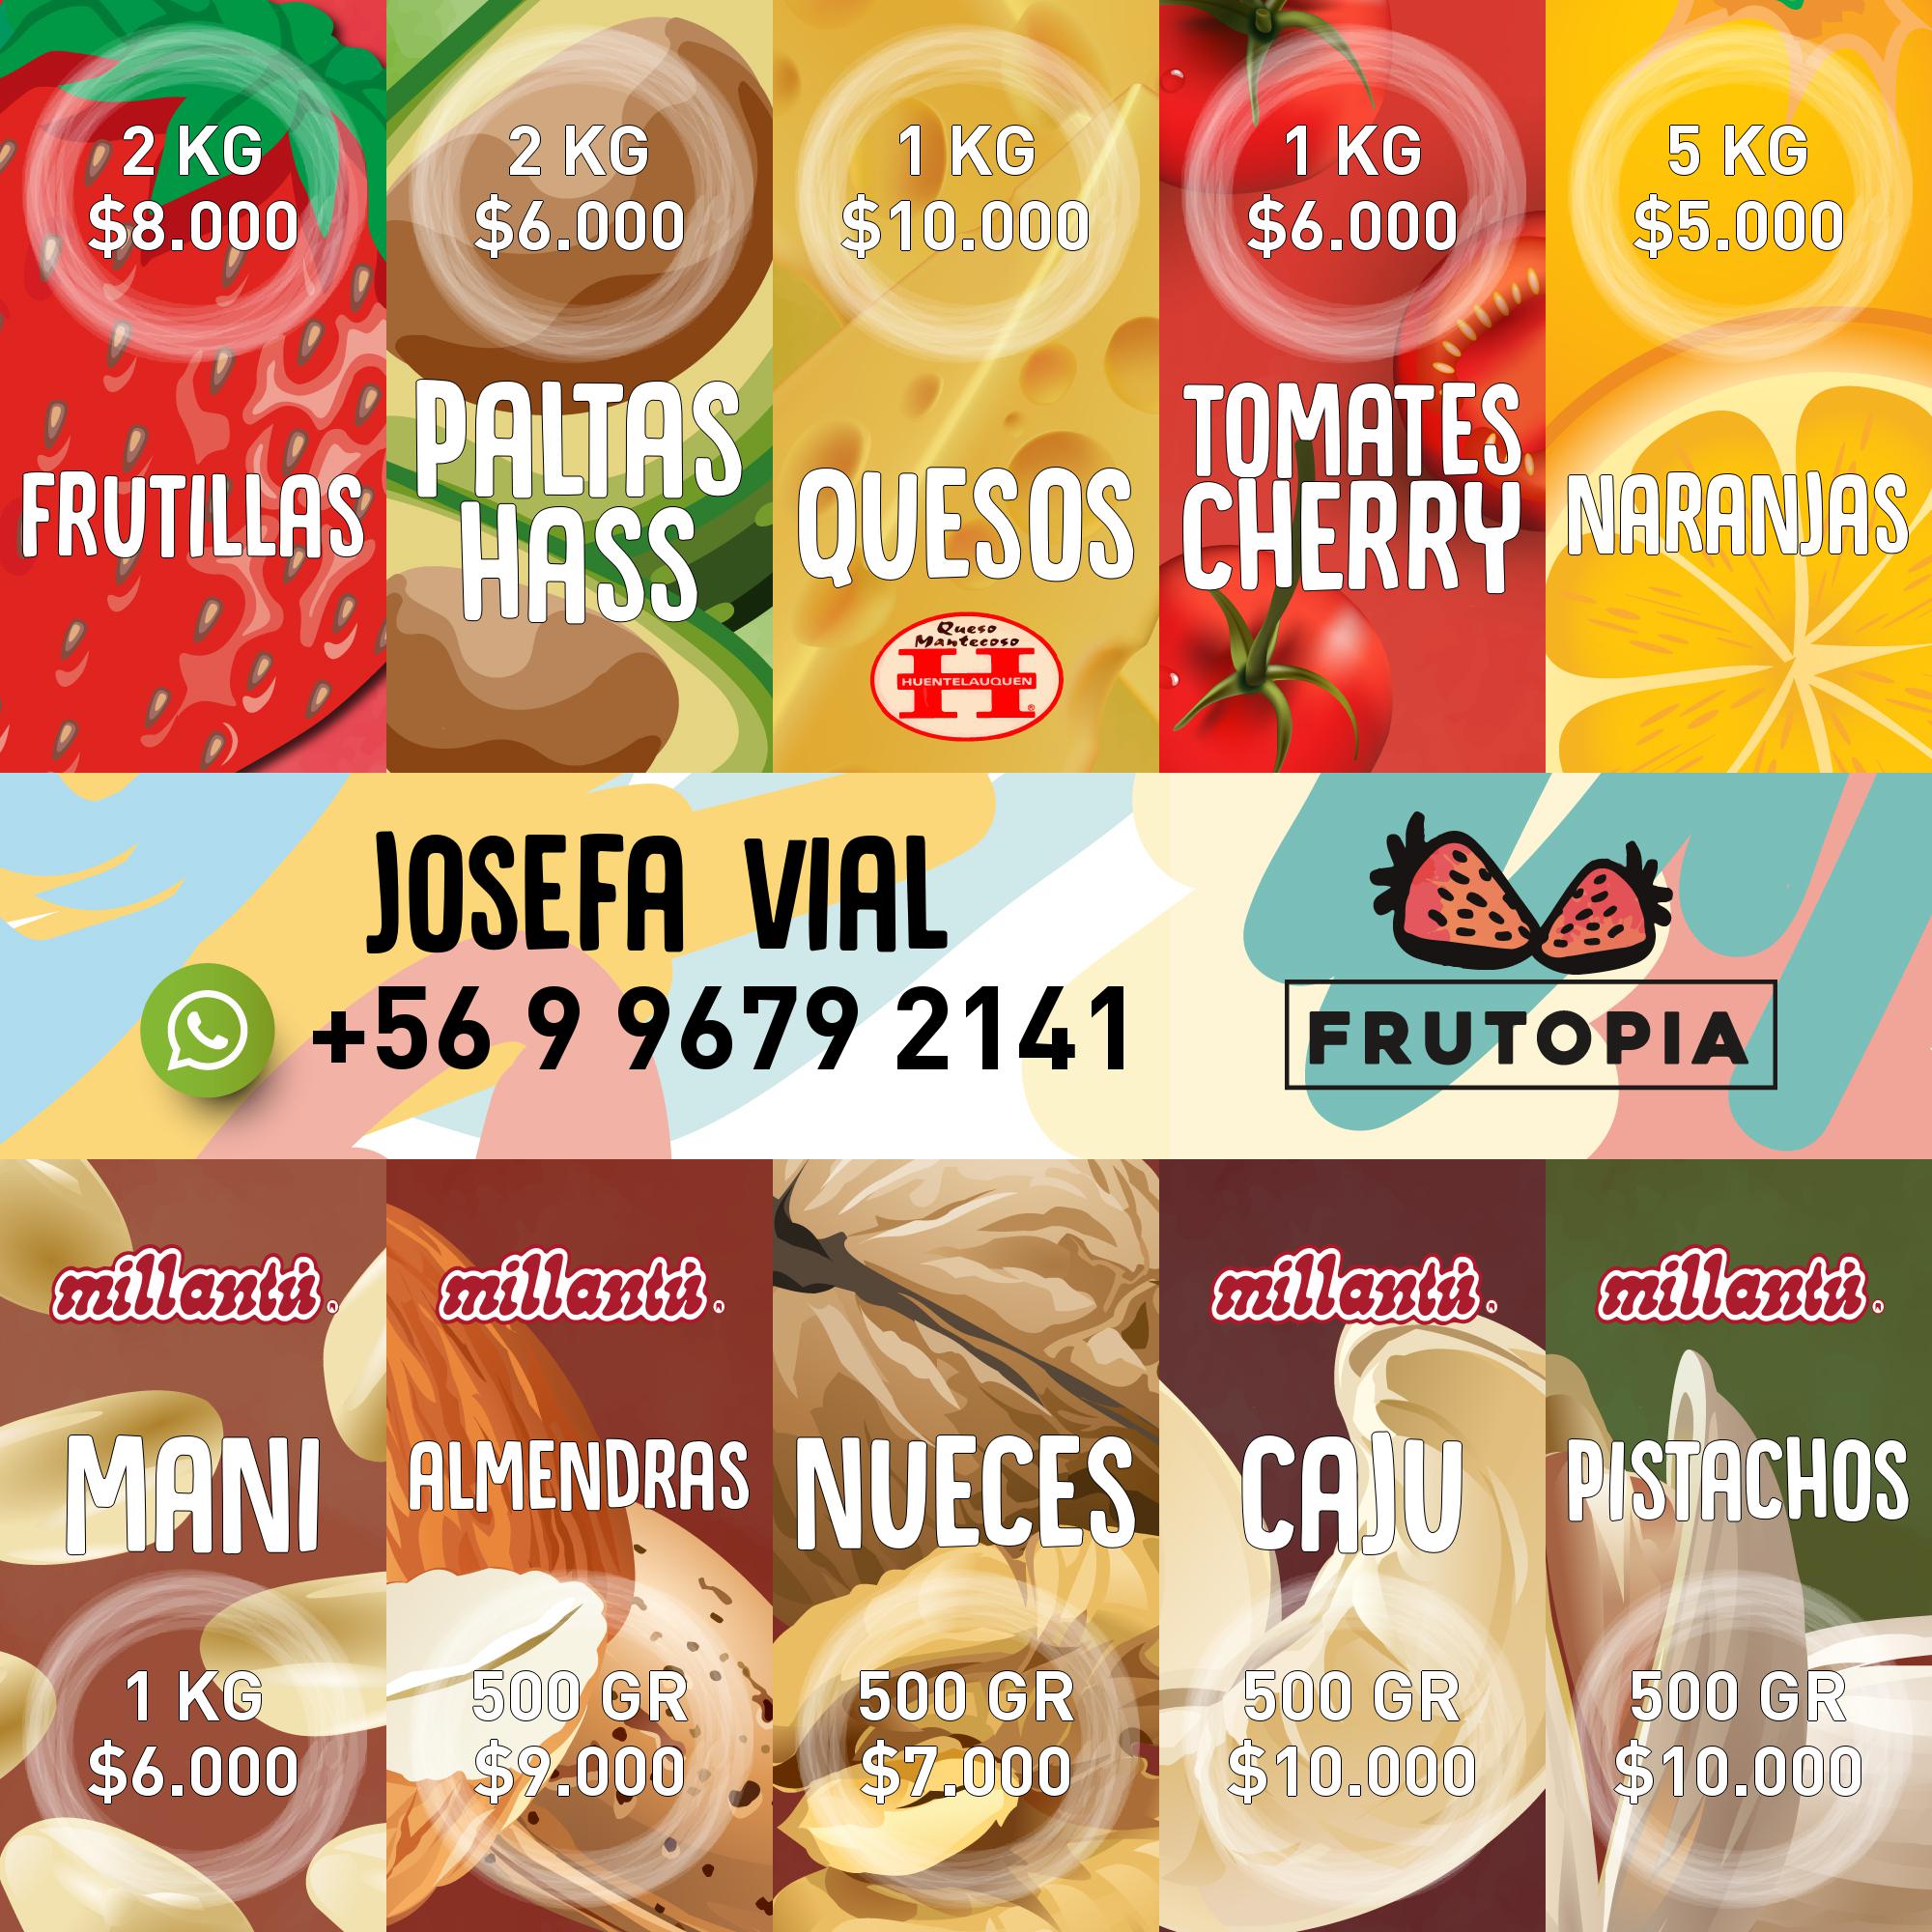 2 KG
$8.000
FRUTILLAS
2 KG
$6.000
PALTAS
HASS
1 KG
$10.000
QUESOS
Queso
Mantecoso
H
HUENTELAUQUEN
®
1 KG
$6.000
TOMATES
CHERRY
5 KG
$5.000
NARANJAS
JOSEFA VIAL
+56 9 9679 2141
FRUTOPIA
millantú®
MANI
1 KG
$6.000
millantú®
ALMENDRAS
500 GR
$9.000
NUECES
500 GR
$7.000
millantú®
CAJU
500 GR
$10.000
millantú®
PISTACHOS
500 GR
$10.000